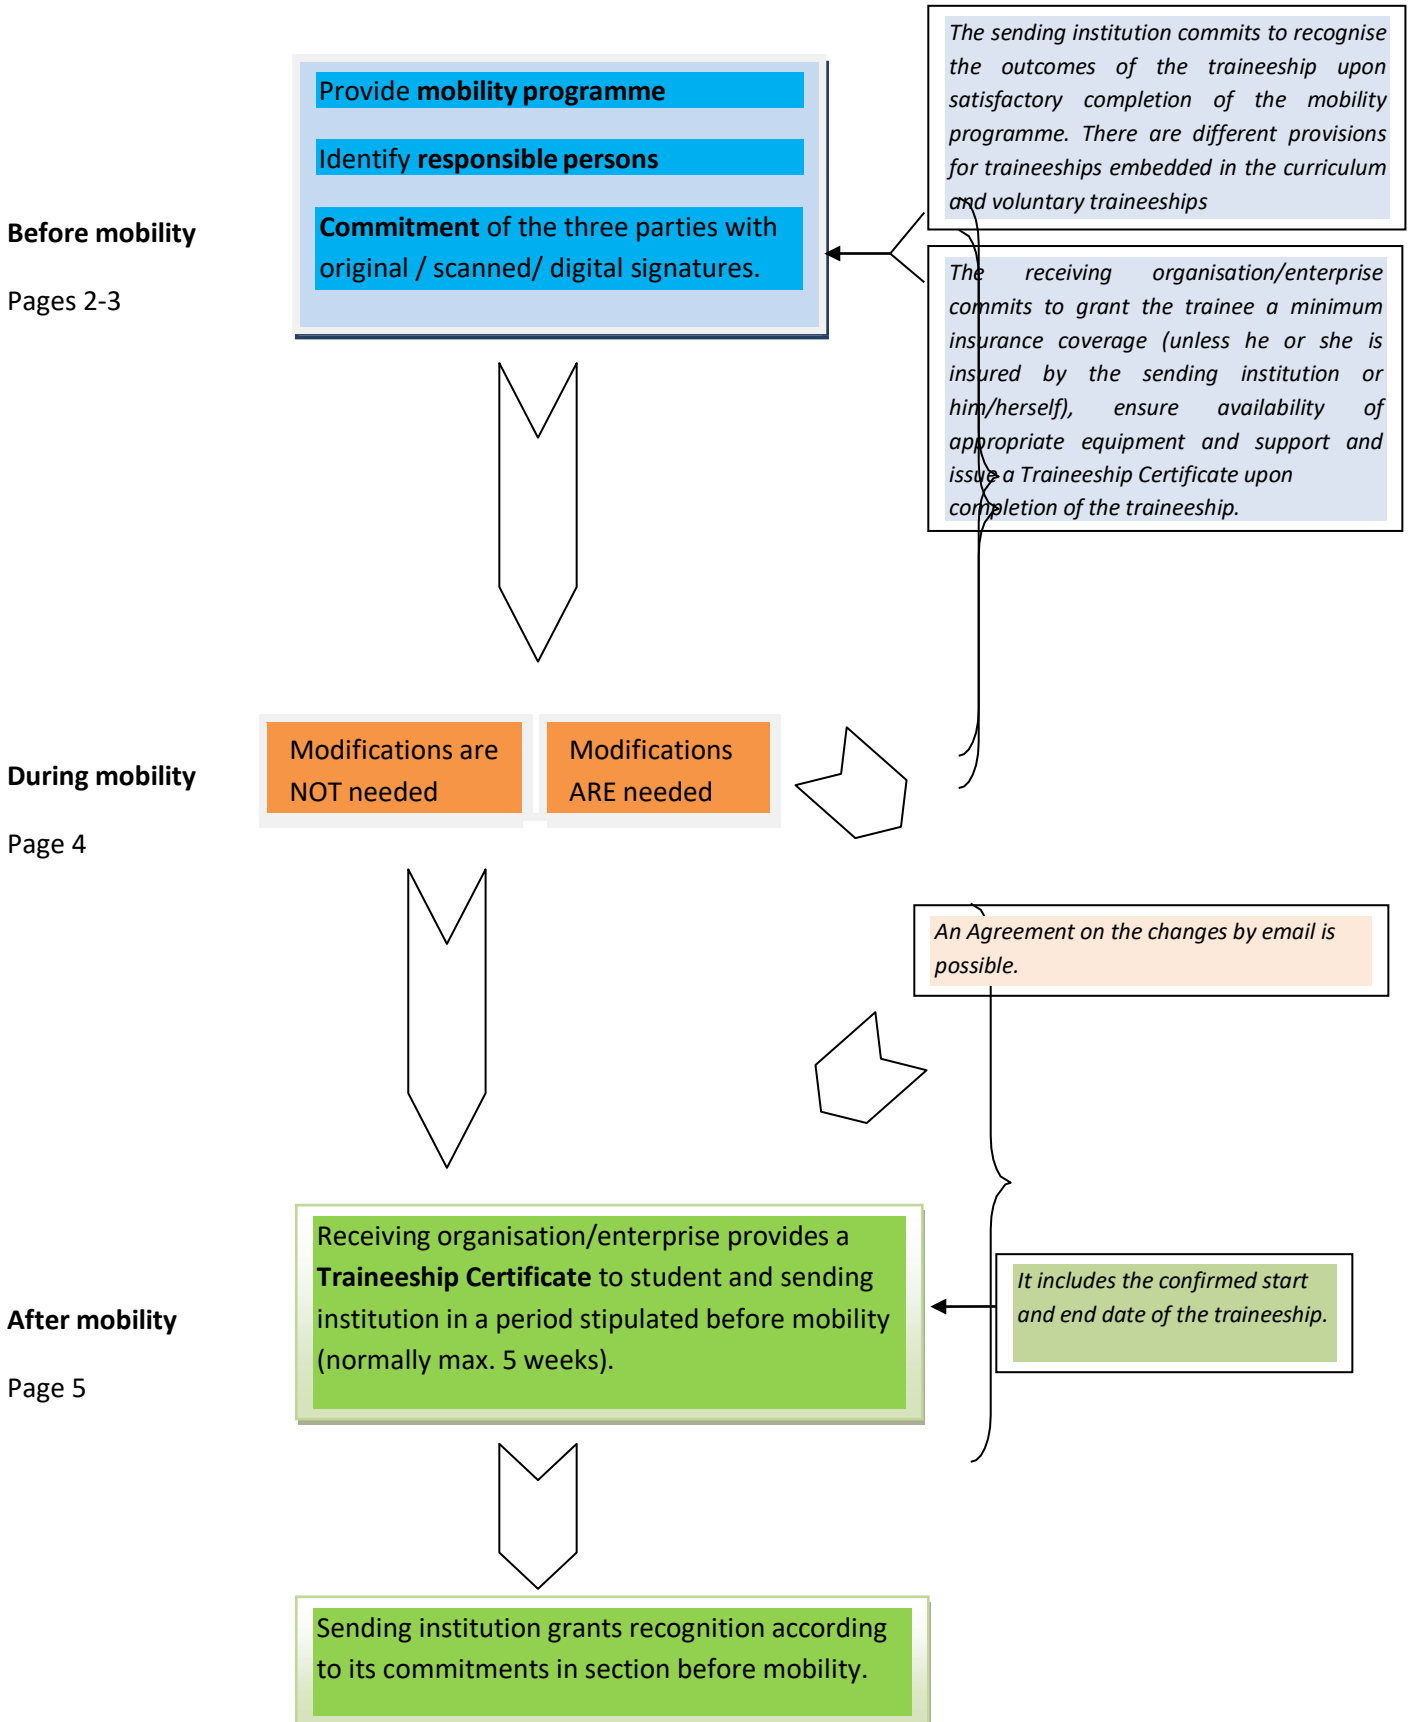 The sending institution commits to recognise
the outcomes of the traineeship upon
satisfactory completion of the mobility
programme. There are different provisions
for traineeships embedded in the curriculum
and voluntary traineeships
Provide mobility programme
Identify responsible persons
Commitment of the three parties with
original / scanned/ digital signatures.
Before mobility
Pages 2-3
The receiving organisation/enterprise
commits to grant the trainee a minimum
insurance coverage (unless he or she is
insured by the sending institution or
him/herself), ensure availability of
appropriate equipment and support and
issue a Traineeship Certificate upon
completion of the traineeship.
During mobility
Page 4
Modifications are
NOT needed
Modifications
ARE needed
An Agreement on the changes by email is
possible.
After mobility
Page 5
Receiving organisation/enterprise provides a
Traineeship Certificate to student and sending
institution in a period stipulated before mobility
(normally max. 5 weeks).
It includes the confirmed start
and end date of the traineeship.
Sending institution grants recognition according
to its commitments in section before mobility.